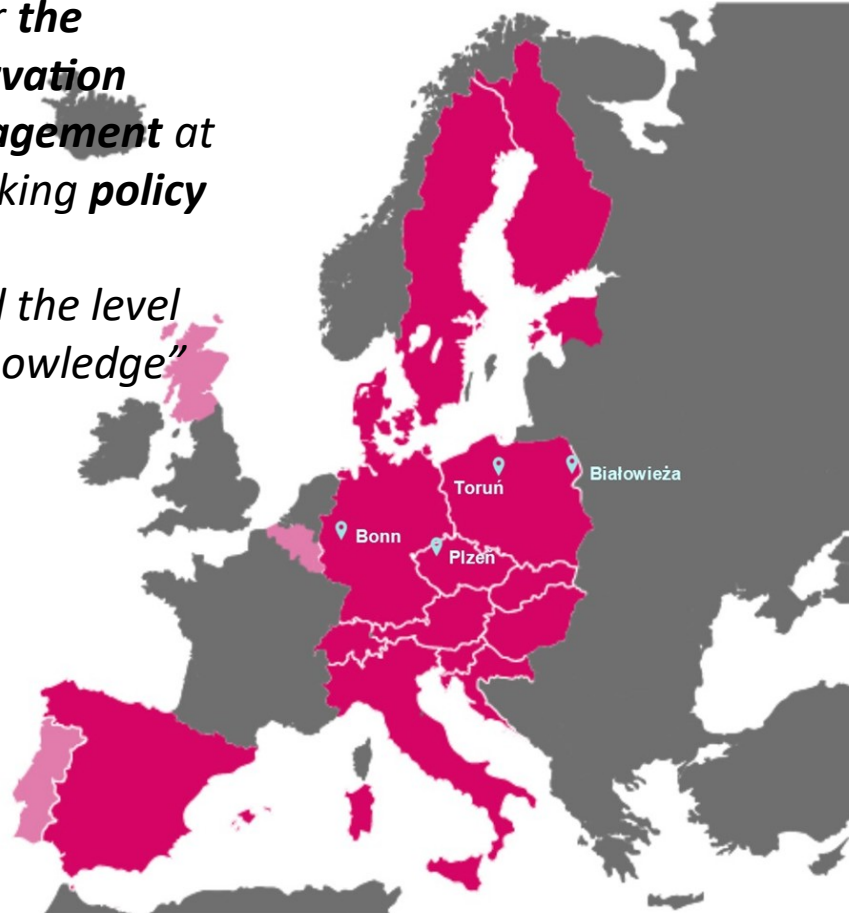 the
vation
agement at
king policy
the level
owledge”
Toruń
Białowieża
Bonn
Plzeň